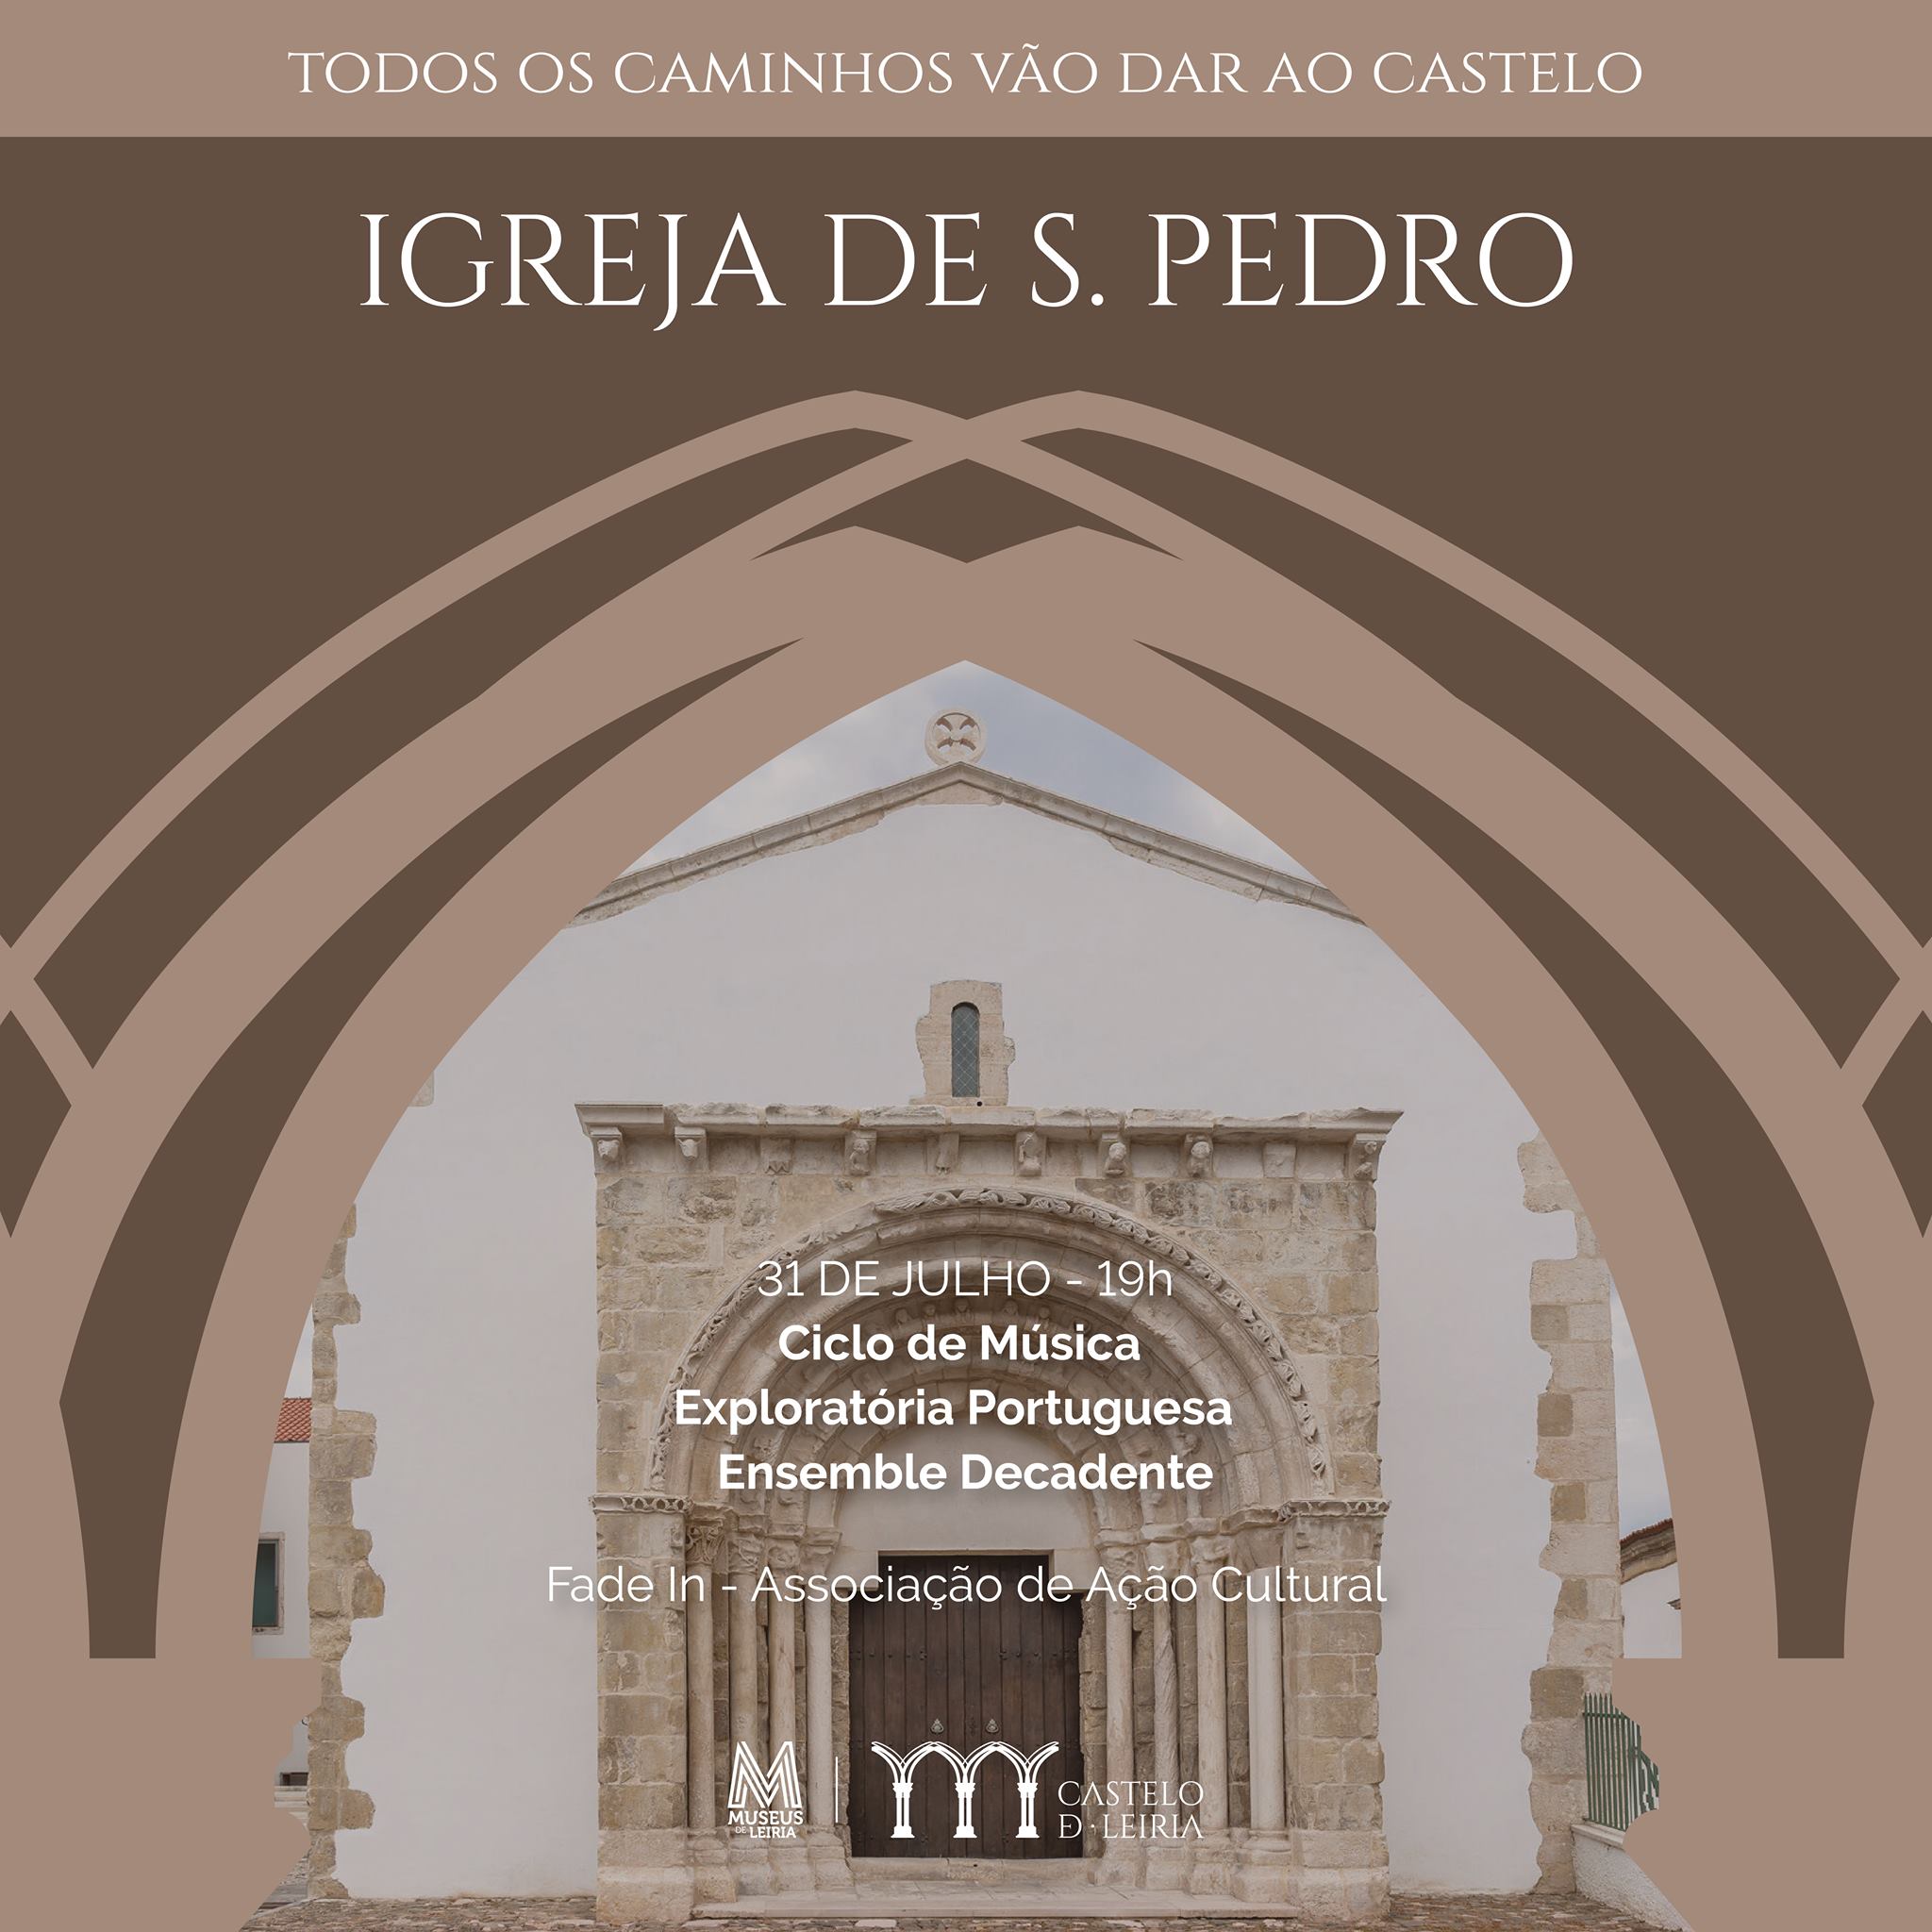 TODOS OS CAMINHOS VÃO DAR AO CASTELO
IGREJA DE S. PEDRO
31 DE JULHO - 19h
Ciclo de Música
Exploratória Portuguesa
Ensemble Decadente
Fade In - Associação de Ação Cultural
M
MUSEUS
DE LEIRIA
CASTELO
DE · LEIRIA